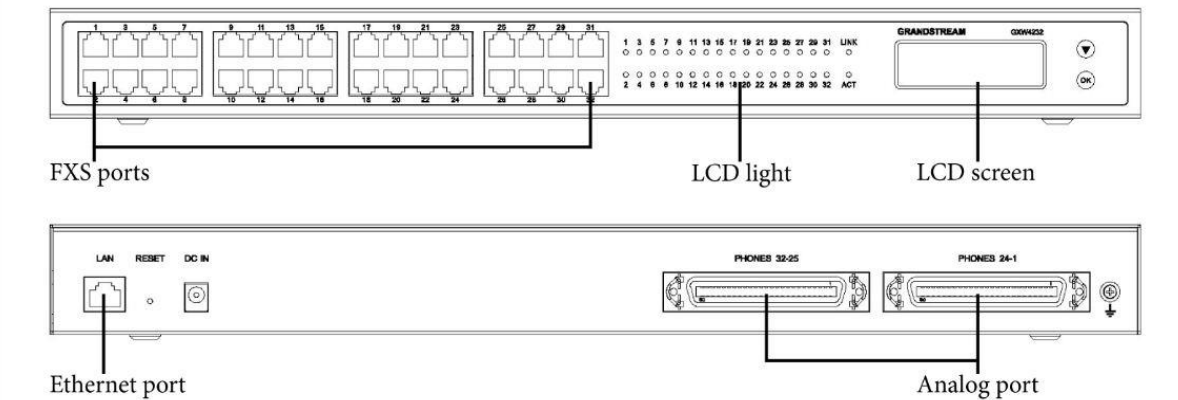 1 3 5 7 9 11 13 15 17 19 21 23 25 27 29 31
GRANDSTREAM GXW4232
1 3 5 7 9 11 13 15 17 19 21 23 25 27 29 31 LINK
OK
2 4 6 8 10 12 14 16 18 20 22 24 26 28 30 32 ACT
2 4 6 8 10 12 14 16 18 20 22 24 26 28 30 32
FXS ports LCD light LCD screen
LAN RESET DC IN PHONES 32-25 PHONES 24-1
Ethernet port Analog port